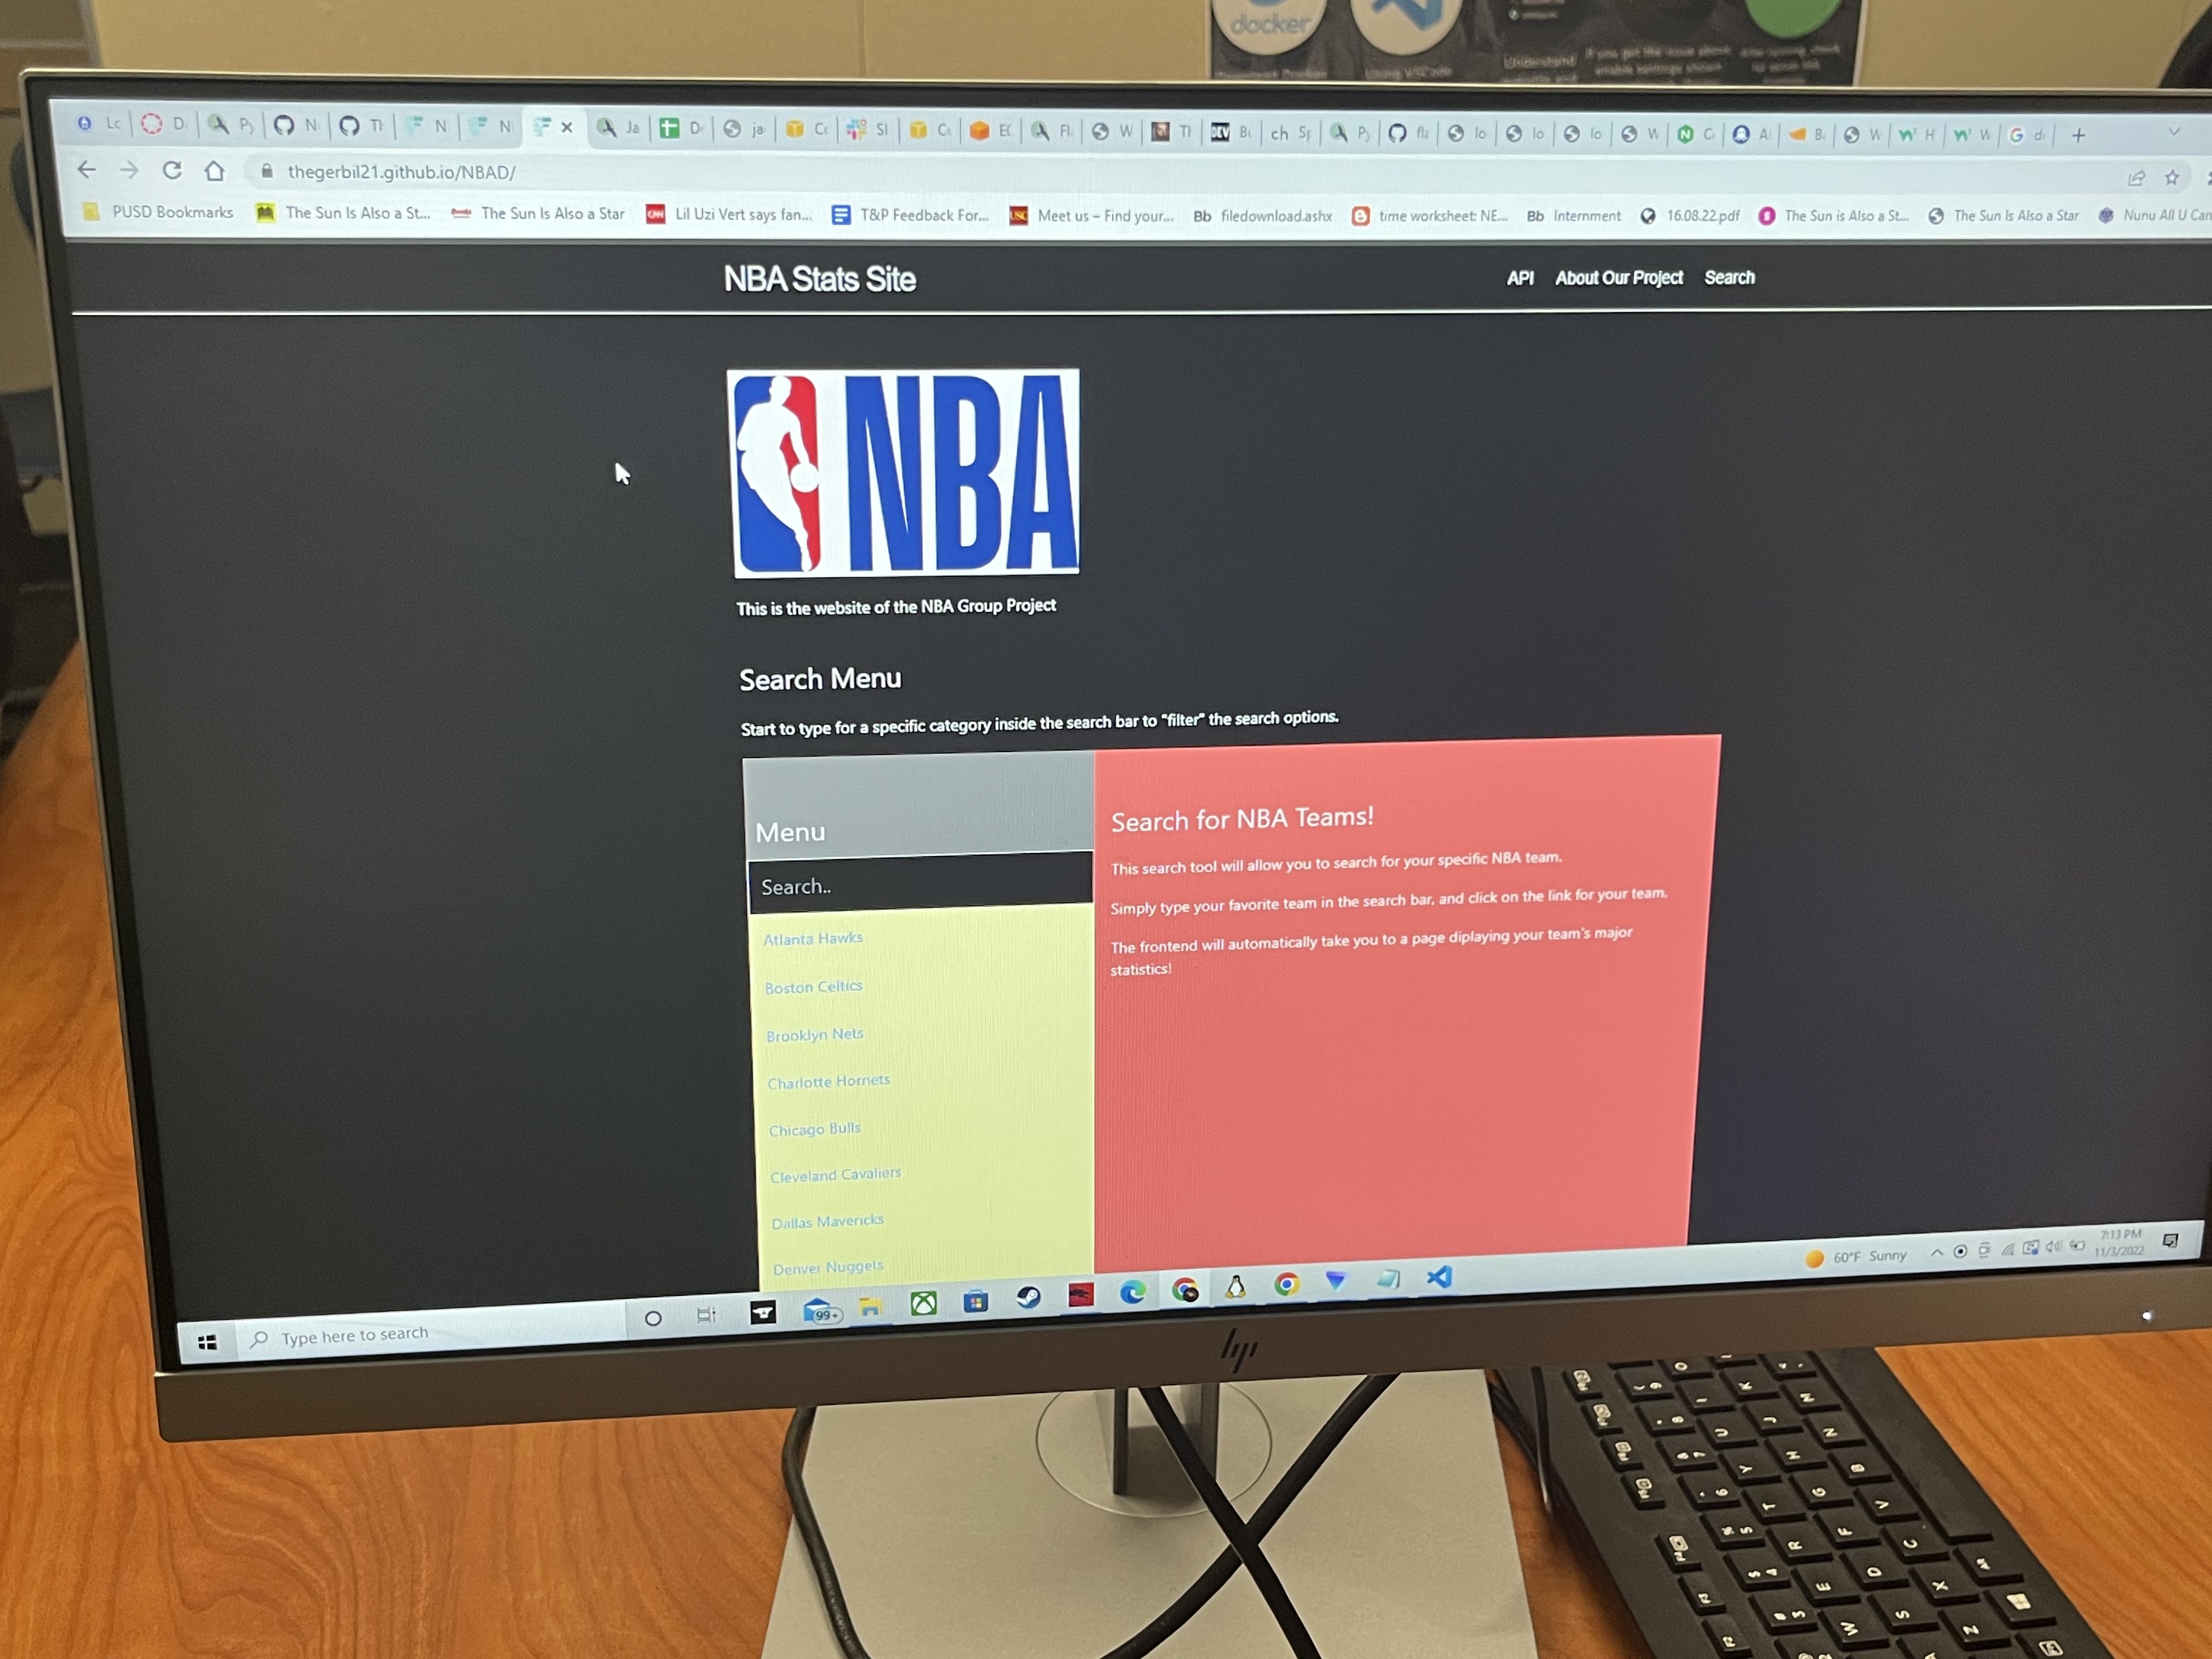 docker
thegerbil21.github.io/NBAD/
PUSD Bookmarks
The Sun Is Also a St...
The Sun Is Also a Star
Lil Uzi Vert says fan...
T&P Feedback For...
Meet us – Find your...
Bb filedownload.ashx
time worksheet: NE...
Bb Internment
16.08.22.pdf
The Sun is Also a St...
The Sun Is Also a Star
Nunu All U Can
NBA Stats Site
API
About Our Project
Search
NBA
This is the website of the NBA Group Project
Search Menu
Start to type for a specific category inside the search bar to "filter" the search options.
Menu
Search..
Atlanta Hawks
Boston Celtics
Brooklyn Nets
Charlotte Hornets
Chicago Bulls
Cleveland Cavaliers
Dallas Mavericks
Denver Nuggets
Search for NBA Teams!
This search tool will allow you to search for your specific NBA team.
Simply type your favorite team in the search bar, and click on the link for your team.
The frontend will automatically take you to a page diplaying your team's major
statistics!
Type here to search
99+
60°F Sunny
7:13 PM
11/3/2022
hp